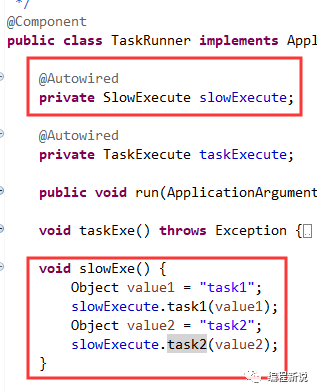 */
@Component
public class TaskRunner implements Appl
@Autowired
private SlowExecute slowExecute;
@Autowired
private TaskExecute taskExecute;
public void run(ApplicationArgument
void taskExe() throws Exception {
void slowExe() {
Object value1 = "task1";
slowExecute.task1(value1);
Object value2 = "task2";
slowExecute.task2(value2);
}
编程新说